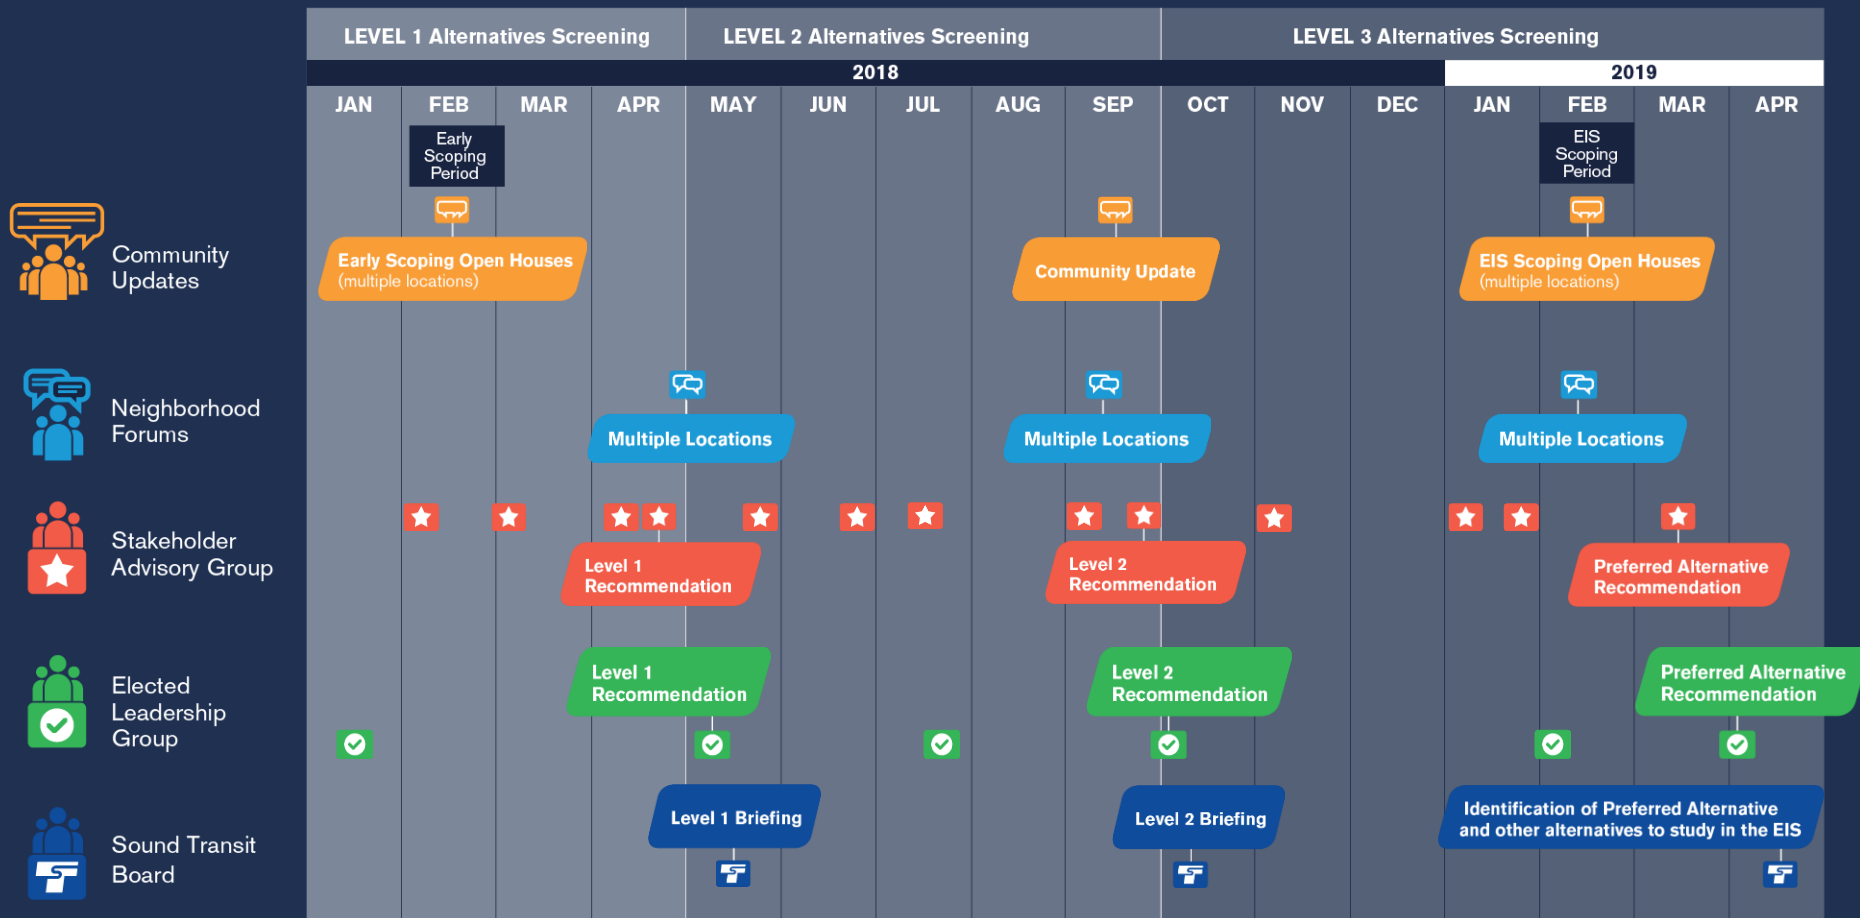 LEVEL 1 Alternatives Screening
LEVEL 2 Alternatives Screening
LEVEL 3 Alternatives Screening
2018
2019
JAN
FEB
MAR
APR
MAY
JUN
JUL
AUG
SEP
OCT
NOV
DEC
JAN
FEB
MAR
APR
Early
Scoping
Period
EIS
Scoping
Period
Community
Updates
Early Scoping Open Houses
(multiple locations)
Community Update
EIS Scoping Open Houses
(multiple locations)
Neighborhood
Forums
Multiple Locations
Multiple Locations
Multiple Locations
Stakeholder
Advisory Group
Level 1
Recommendation
Level 2
Recommendation
Preferred Alternative
Recommendation
Elected
Leadership
Group
Level 1
Recommendation
Level 2
Recommendation
Preferred Alternative
Recommendation
Sound Transit
Board
Level 1 Briefing
Level 2 Briefing
Identification of Preferred Alternative
and other alternatives to study in the EIS